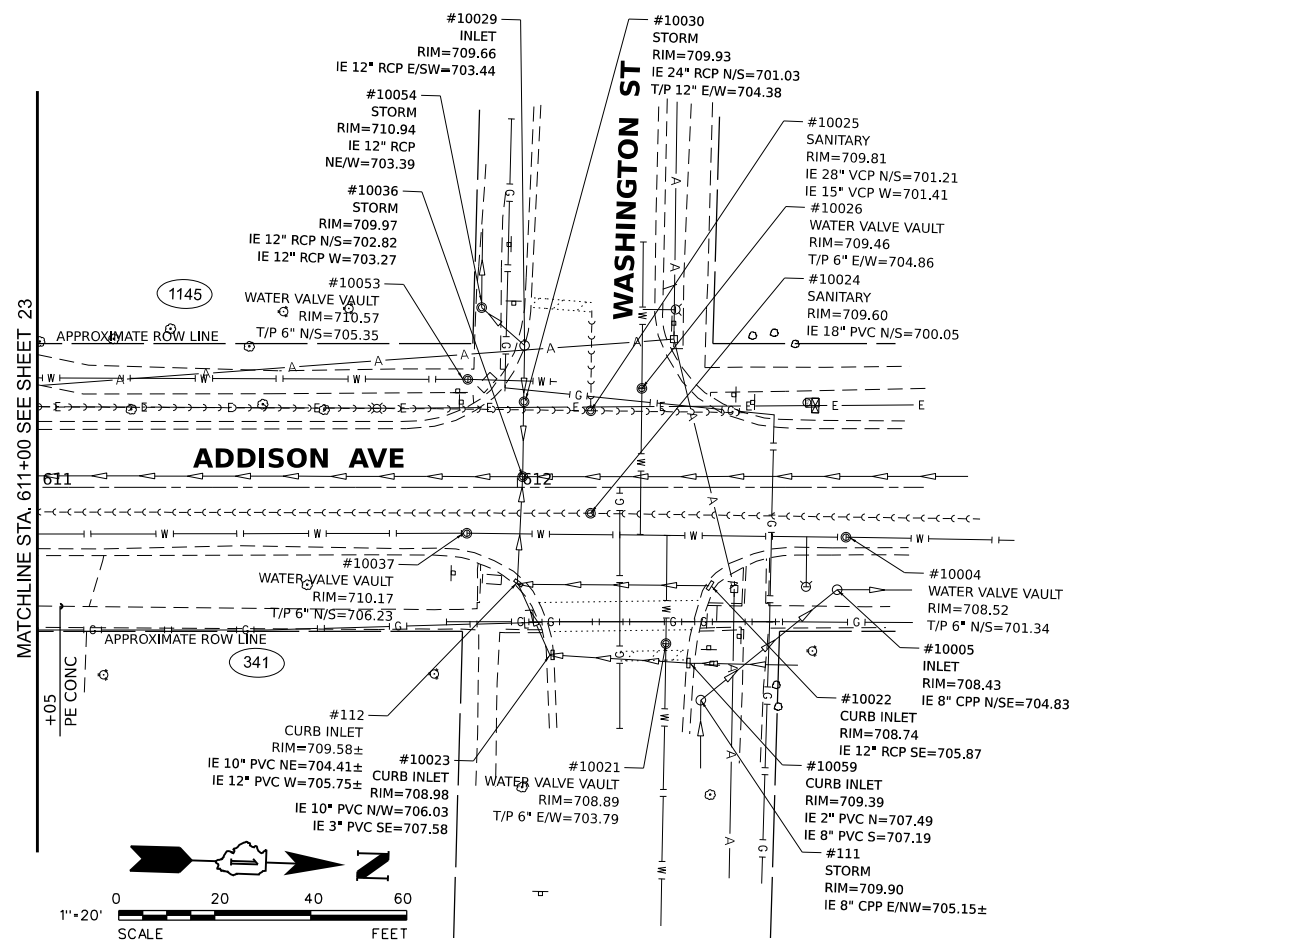 #10029
INLET
RIM=709.66
IE 12" RCP E/SW=703.44
#10030
STORM
RIM=709.93
IE 24" RCP N/S=701.03
T/P 12" E/W=704.38
#10054
STORM
RIM=710.94
IE 12" RCP
NE/W=703.39
#10025
SANITARY
RIM=709.81
IE 28" VCP N/S=701.21
IE 15" VCP W=701.41
#10036
STORM
RIM=709.97
IE 12" RCP N/S=702.82
IE 12" RCP W=703.27
#10026
WATER VALVE VAULT
RIM=709.46
T/P 6" E/W=704.86
#10053
WATER VALVE VAULT
RIM=710.57
T/P 6" N/S=705.35
#10024
SANITARY
RIM=709.60
IE 18" PVC N/S=700.05
WASHINGTON ST
1145
APPROXIMATE ROW LINE
MATCHLINE STA. 611+00 SEE SHEET 23
ADDISON AVE
611
612
#10037
WATER VALVE VAULT
RIM=710.17
T/P 6" N/S=706.23
#10004
WATER VALVE VAULT
RIM=708.52
T/P 6" N/S=701.34
APPROXIMATE ROW LINE
341
+05
PE CONC
#10005
INLET
RIM=708.43
IE 8" CPP N/SE=704.83
#10022
CURB INLET
RIM=708.74
IE 12" RCP SE=705.87
#112
CURB INLET
RIM=709.58±
IE 10" PVC NE=704.41±
IE 12" PVC W=705.75±
#10023
CURB INLET
RIM=708.98
IE 10" PVC N/W=706.03
IE 3" PVC SE=707.58
#10021
WATER VALVE VAULT
RIM=708.89
T/P 6" E/W=703.79
#10059
CURB INLET
RIM=709.39
IE 2" PVC N=707.49
IE 8" PVC S=707.19
#111
STORM
RIM=709.90
IE 8" CPP E/NW=705.15±
1
N
0 20 40 60
1"=20'
SCALE FEET